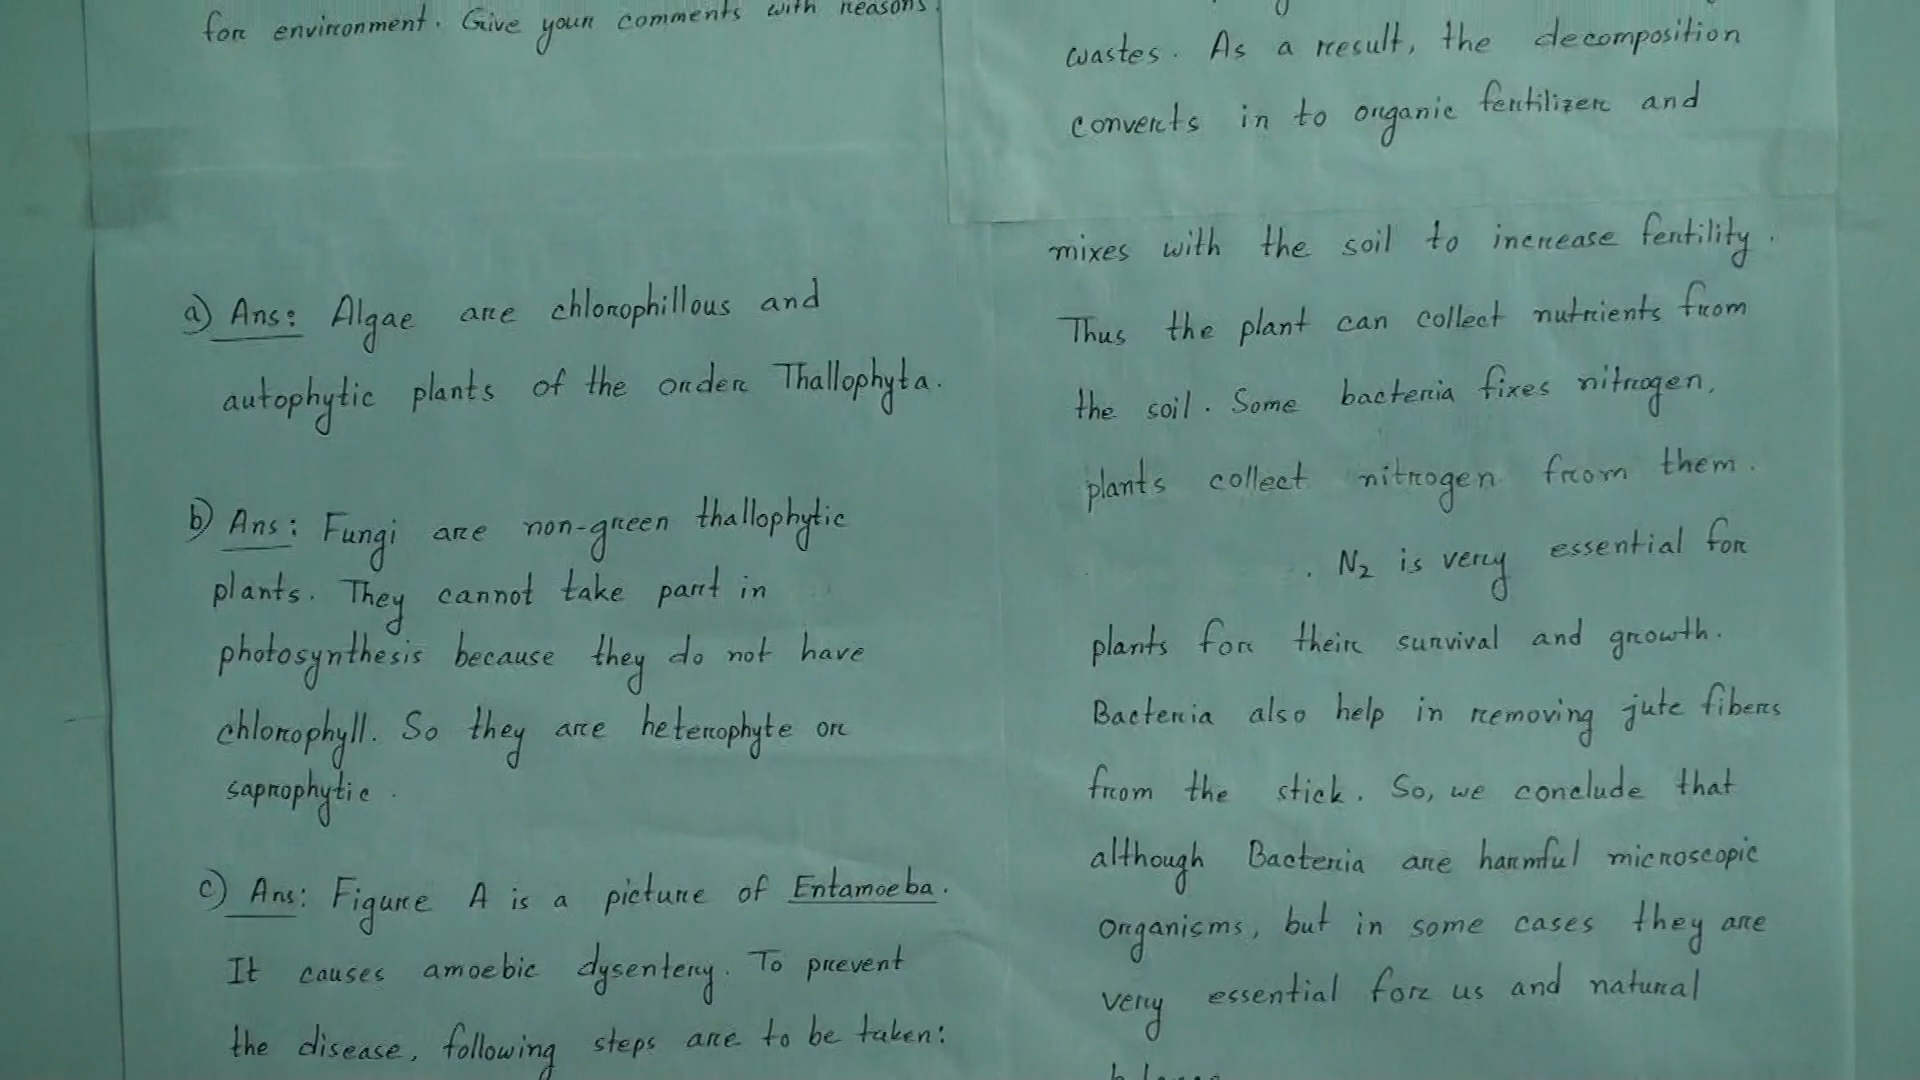 for environment. Give your comments with reasons.
a) Ans: Algae are chlorophillous and
autophytic plants of the order Thallophyta.
b) Ans: Fungi are non-green thallophytic
plants. They cannot take part in
photosynthesis because they do not have
chlorophyll. So they are heterophyte or
saprophytic.
c) Ans: Figure A is a picture of Entamoeba.
It causes amoebic dysentery. To prevent
the disease, following steps are to be taken:
wastes. As a result, the decomposition
converts in to organic fertilizer and
mixes with the soil to increase fertility.
Thus the plant can collect nutrients from
the soil. Some bacteria fixes nitrogen,
plants collect nitrogen from them.
. N2 is very essential for
plants for their survival and growth.
Bacteria also help in removing jute fibers
from the stick. So, we conclude that
although Bacteria are harmful microscopic
organisms, but in some cases they are
very essential for us and natural